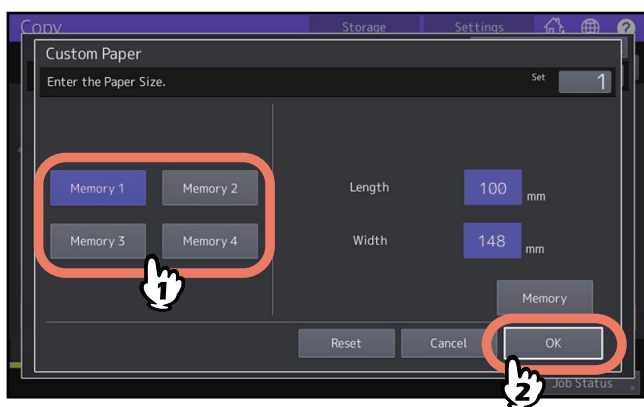 Copy Storage Settings ?
Custom Paper
Enter the Paper Size. Set 1
Memory 1 Memory 2 Length 100 mm
Memory 3 Memory 4 Width 148 mm
1
Memory
Reset Cancel OK
2
Job Status